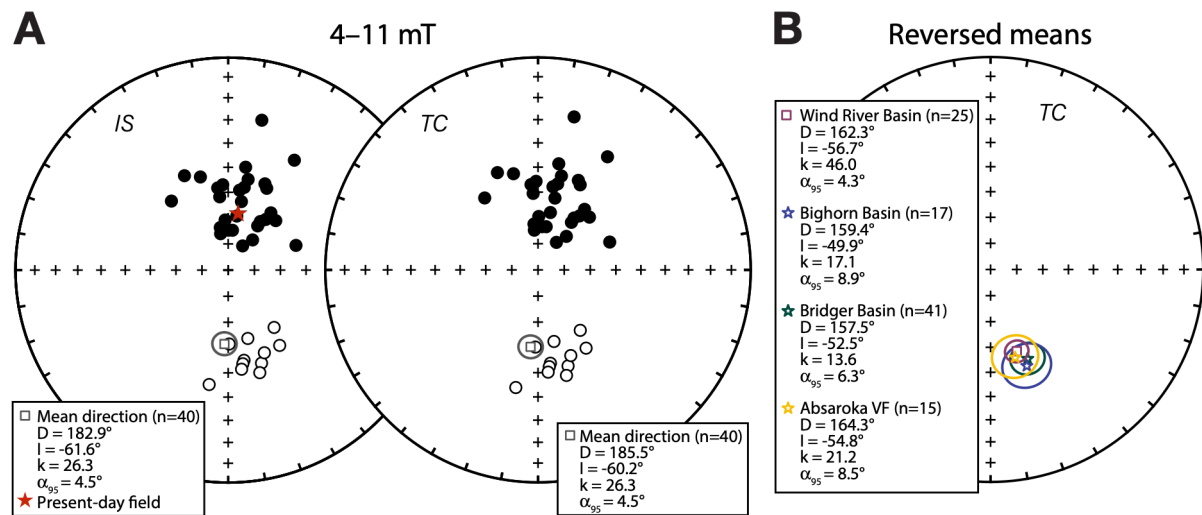 A
4–11 mT
IS
TC
Mean direction (n=40)
D = 182.9°
I = -61.6°
k = 26.3
α95 = 4.5°
Present-day field
Mean direction (n=40)
D = 185.5°
I = -60.2°
k = 26.3
α95 = 4.5°
B
Reversed means
TC
Wind River Basin (n=25)
D = 162.3°
I = -56.7°
k = 46.0
α95 = 4.3°
Bighorn Basin (n=17)
D = 159.4°
I = -49.9°
k = 17.1
α95 = 8.9°
Bridger Basin (n=41)
D = 157.5°
I = -52.5°
k = 13.6
α95 = 6.3°
Absaroka VF (n=15)
D = 164.3°
I = -54.8°
k = 21.2
α95 = 8.5°